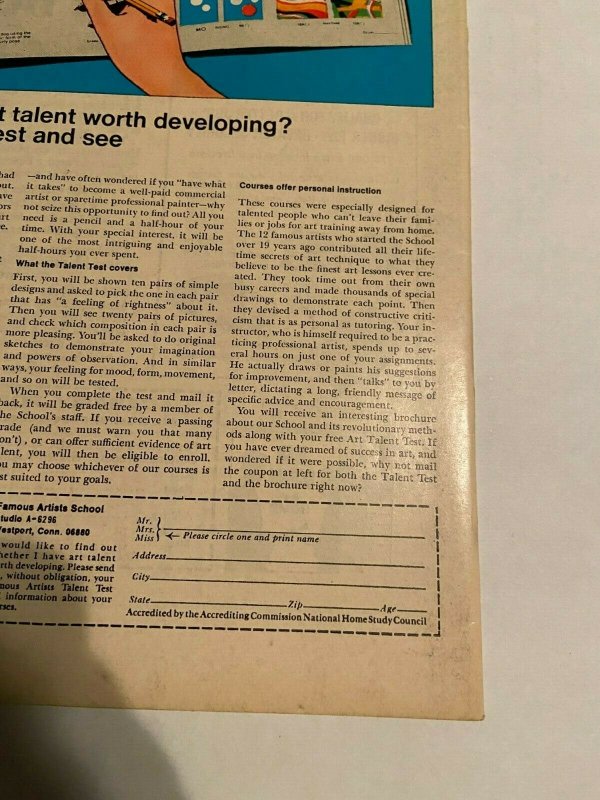 t talent worth developing?
est and see
had
out.
ave
ors
art
re.
—and have often wondered if you "have what
it takes" to become a well-paid commercial
artist or sparetime professional painter—why
not seize this opportunity to find out? All you
need is a pencil and a half-hour of your
time. With your special interest, it will be
one of the most intriguing and enjoyable
half-hours you ever spent.
What the Talent Test covers
First, you will be shown ten pairs of simple
designs and asked to pick the one in each pair
that has "a feeling of rightness" about it.
Then you will see twenty pairs of pictures,
and check which composition in each pair is
more pleasing. You'll be asked to do original
sketches to demonstrate your imagination
and powers of observation. And in similar
ways, your feeling for mood, form, movement,
and so on will be tested.
When you complete the test and mail it
back, it will be graded free by a member of
he School's staff. If you receive a passing
rade (and we must warn you that many
on't), or can offer sufficient evidence of art
lent, you will then be eligible to enroll.
ou may choose whichever of our courses is
st suited to your goals.
Courses offer personal instruction
These courses were especially designed for
talented people who can't leave their fami-
lies or jobs for art training away from home.
The 12 famous artists who started the School
over 19 years ago contributed all their life-
time secrets of art technique to what they
believe to be the finest art lessons ever cre-
ated. They took time out from their own
busy careers and made thousands of special
drawings to demonstrate each point. Then
they devised a method of constructive criti-
cism that is as personal as tutoring. Your in-
structor, who is himself required to be a prac-
ticing professional artist, spends up to sev-
eral hours on just one of your assignments.
He actually draws or paints his suggestions
for improvement, and then "talks" to you by
letter, dictating a long, friendly message of
specific advice and encouragement.
You will receive an interesting brochure
about our School and its revolutionary meth-
ods along with your free Art Talent Test. If
you have ever dreamed of success in art, and
wondered if it were possible, why not mail
the coupon at left for both the Talent Test
and the brochure right now?
Famous Artists School
tudio A-6296
Westport, Conn. 06880
would like to find out
hether I have art talent
rth developing. Please send
, without obligation, your
mous Artists Talent Test
information about your
rses.
Mr.
Mrs.
Miss
Please circle one and print name
Address
City
State Zip Age
Accredited by the Accrediting Commission National Home Study Council